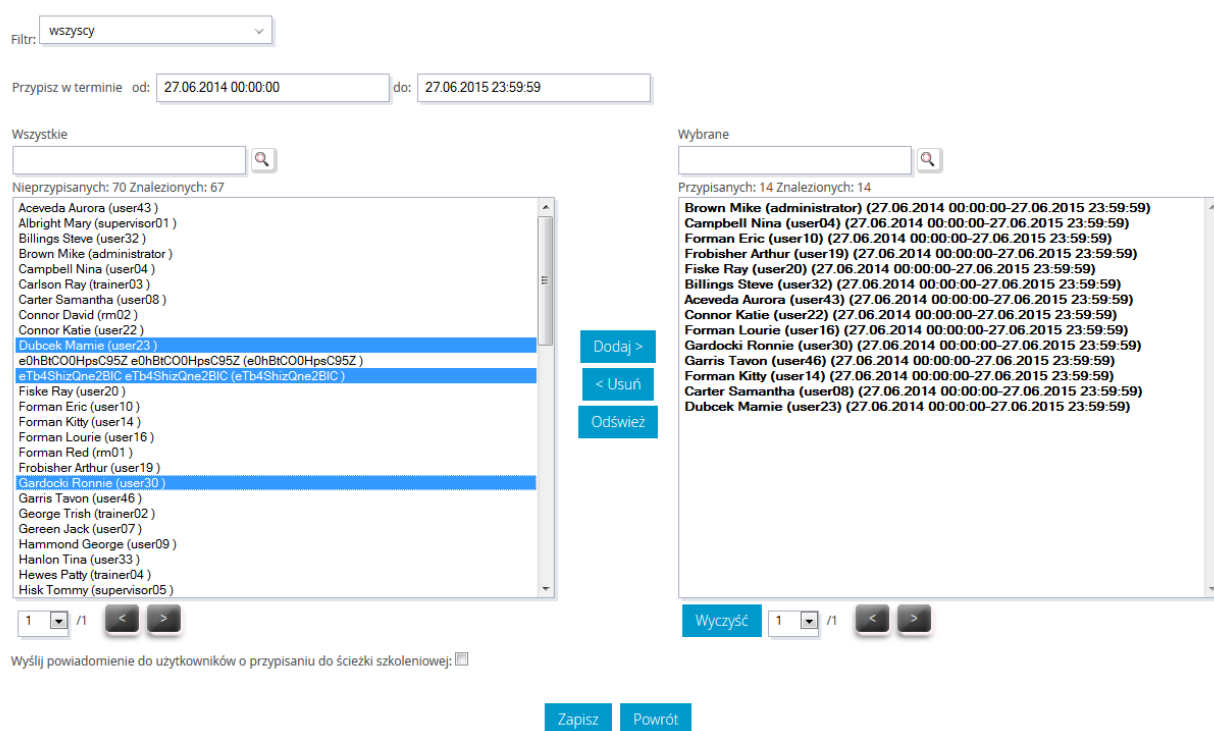 Filtr: wszyscy
Przypisz w terminie od: 27.06.2014 00:00:00 do: 27.06.2015 23:59:59
Wszystkie
Nieprzypisanych: 70 Znalezionych: 67
Aceveda Aurora (user43 )
Albright Mary (supervisor01 )
Billings Steve (user32 )
Brown Mike (administrator )
Campbell Nina (user04 )
Carlson Ray (trainer03 )
Carter Samantha (user08 )
Connor David (rm02 )
Connor Katie (user22 )
Dubcek Mamie (user23 )
e0hBtCO0HpsC95Z e0hBtCO0HpsC95Z (e0hBtCO0HpsC95Z )
eTb4ShizQne2BIC eTb4ShizQne2BIC (eTb4ShizQne2BIC )
Fiske Ray (user20 )
Forman Eric (user10 )
Forman Kitty (user14 )
Forman Lourie (user16 )
Forman Red (rm01 )
Frobisher Arthur (user19 )
Gardocki Ronnie (user30 )
Garris Tavon (user46 )
George Trish (trainer02 )
Gereen Jack (user07 )
Hammond George (user09 )
Hanlon Tina (user33 )
Hewes Patty (trainer04 )
Hisk Tommy (supervisor05 )
1 /1 < >
Dodaj >
< Usuń
Odśwież
Wybrane
Przypisanych: 14 Znalezionych: 14
Brown Mike (administrator) (27.06.2014 00:00:00-27.06.2015 23:59:59)
Campbell Nina (user04) (27.06.2014 00:00:00-27.06.2015 23:59:59)
Forman Eric (user10) (27.06.2014 00:00:00-27.06.2015 23:59:59)
Frobisher Arthur (user19) (27.06.2014 00:00:00-27.06.2015 23:59:59)
Fiske Ray (user20) (27.06.2014 00:00:00-27.06.2015 23:59:59)
Billings Steve (user32) (27.06.2014 00:00:00-27.06.2015 23:59:59)
Aceveda Aurora (user43) (27.06.2014 00:00:00-27.06.2015 23:59:59)
Connor Katie (user22) (27.06.2014 00:00:00-27.06.2015 23:59:59)
Forman Lourie (user16) (27.06.2014 00:00:00-27.06.2015 23:59:59)
Gardocki Ronnie (user30) (27.06.2014 00:00:00-27.06.2015 23:59:59)
Garris Tavon (user46) (27.06.2014 00:00:00-27.06.2015 23:59:59)
Forman Kitty (user14) (27.06.2014 00:00:00-27.06.2015 23:59:59)
Carter Samantha (user08) (27.06.2014 00:00:00-27.06.2015 23:59:59)
Dubcek Mamie (user23) (27.06.2014 00:00:00-27.06.2015 23:59:59)
Wyczyść 1 /1 < >
Wyślij powiadomienie do użytkowników o przypisaniu do ścieżki szkoleniowej:
Zapisz Powrót